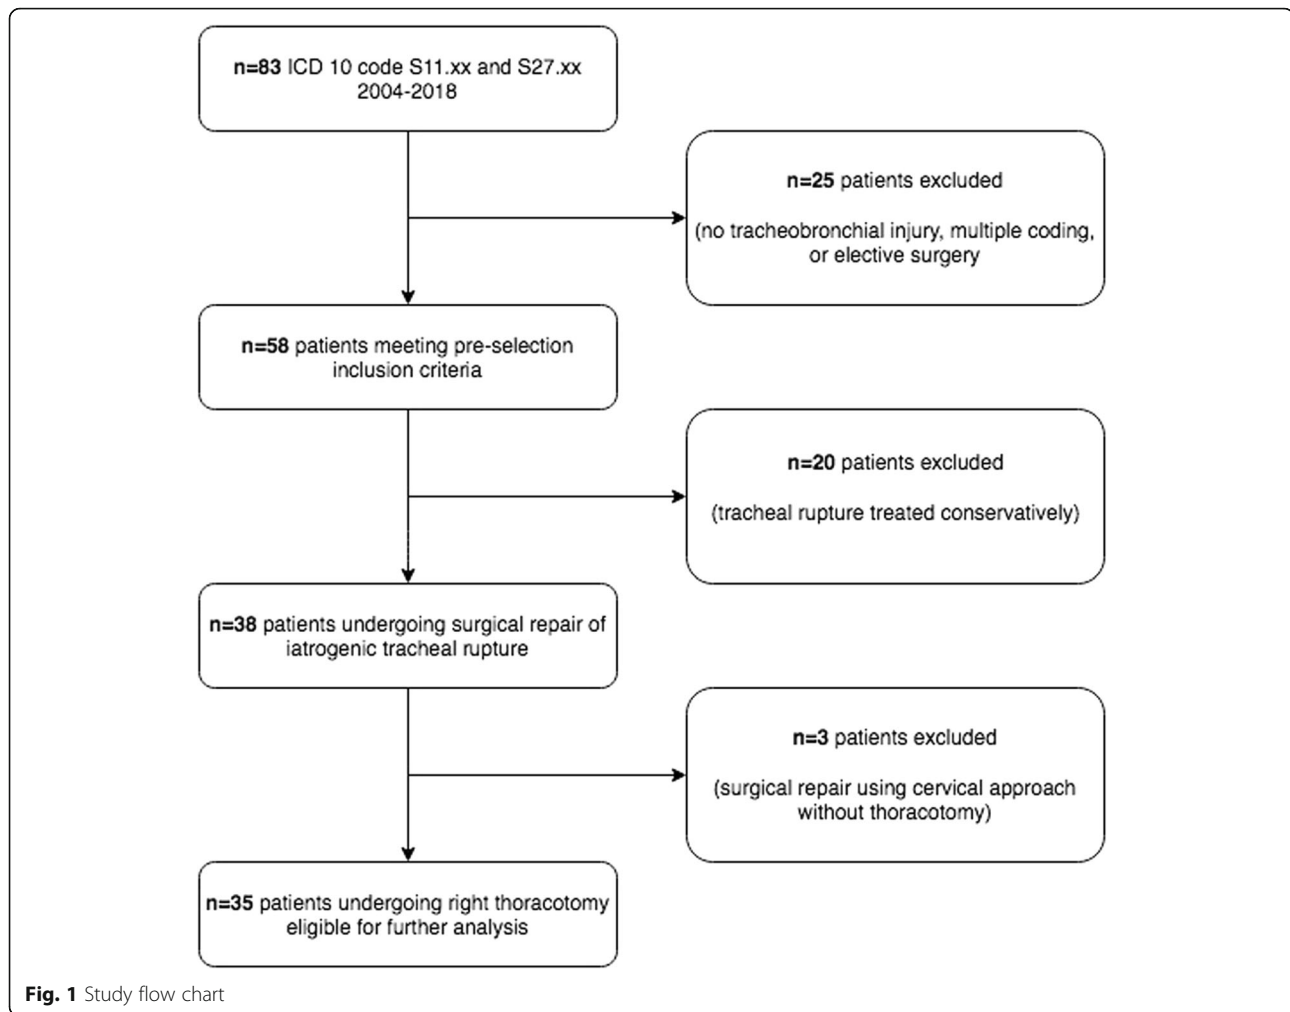 n=83 ICD 10 code S11.xx and S27.xx
2004-2018
n=25 patients excluded
(no tracheobronchial injury, multiple coding,
or elective surgery
n=58 patients meeting pre-selection
inclusion criteria
n=20 patients excluded
(tracheal rupture treated conservatively)
n=38 patients undergoing surgical repair of
iatrogenic tracheal rupture
n=3 patients excluded
(surgical repair using cervical approach
without thoracotomy)
n=35 patients undergoing right thoracotomy
eligible for further analysis
Fig. 1 Study flow chart